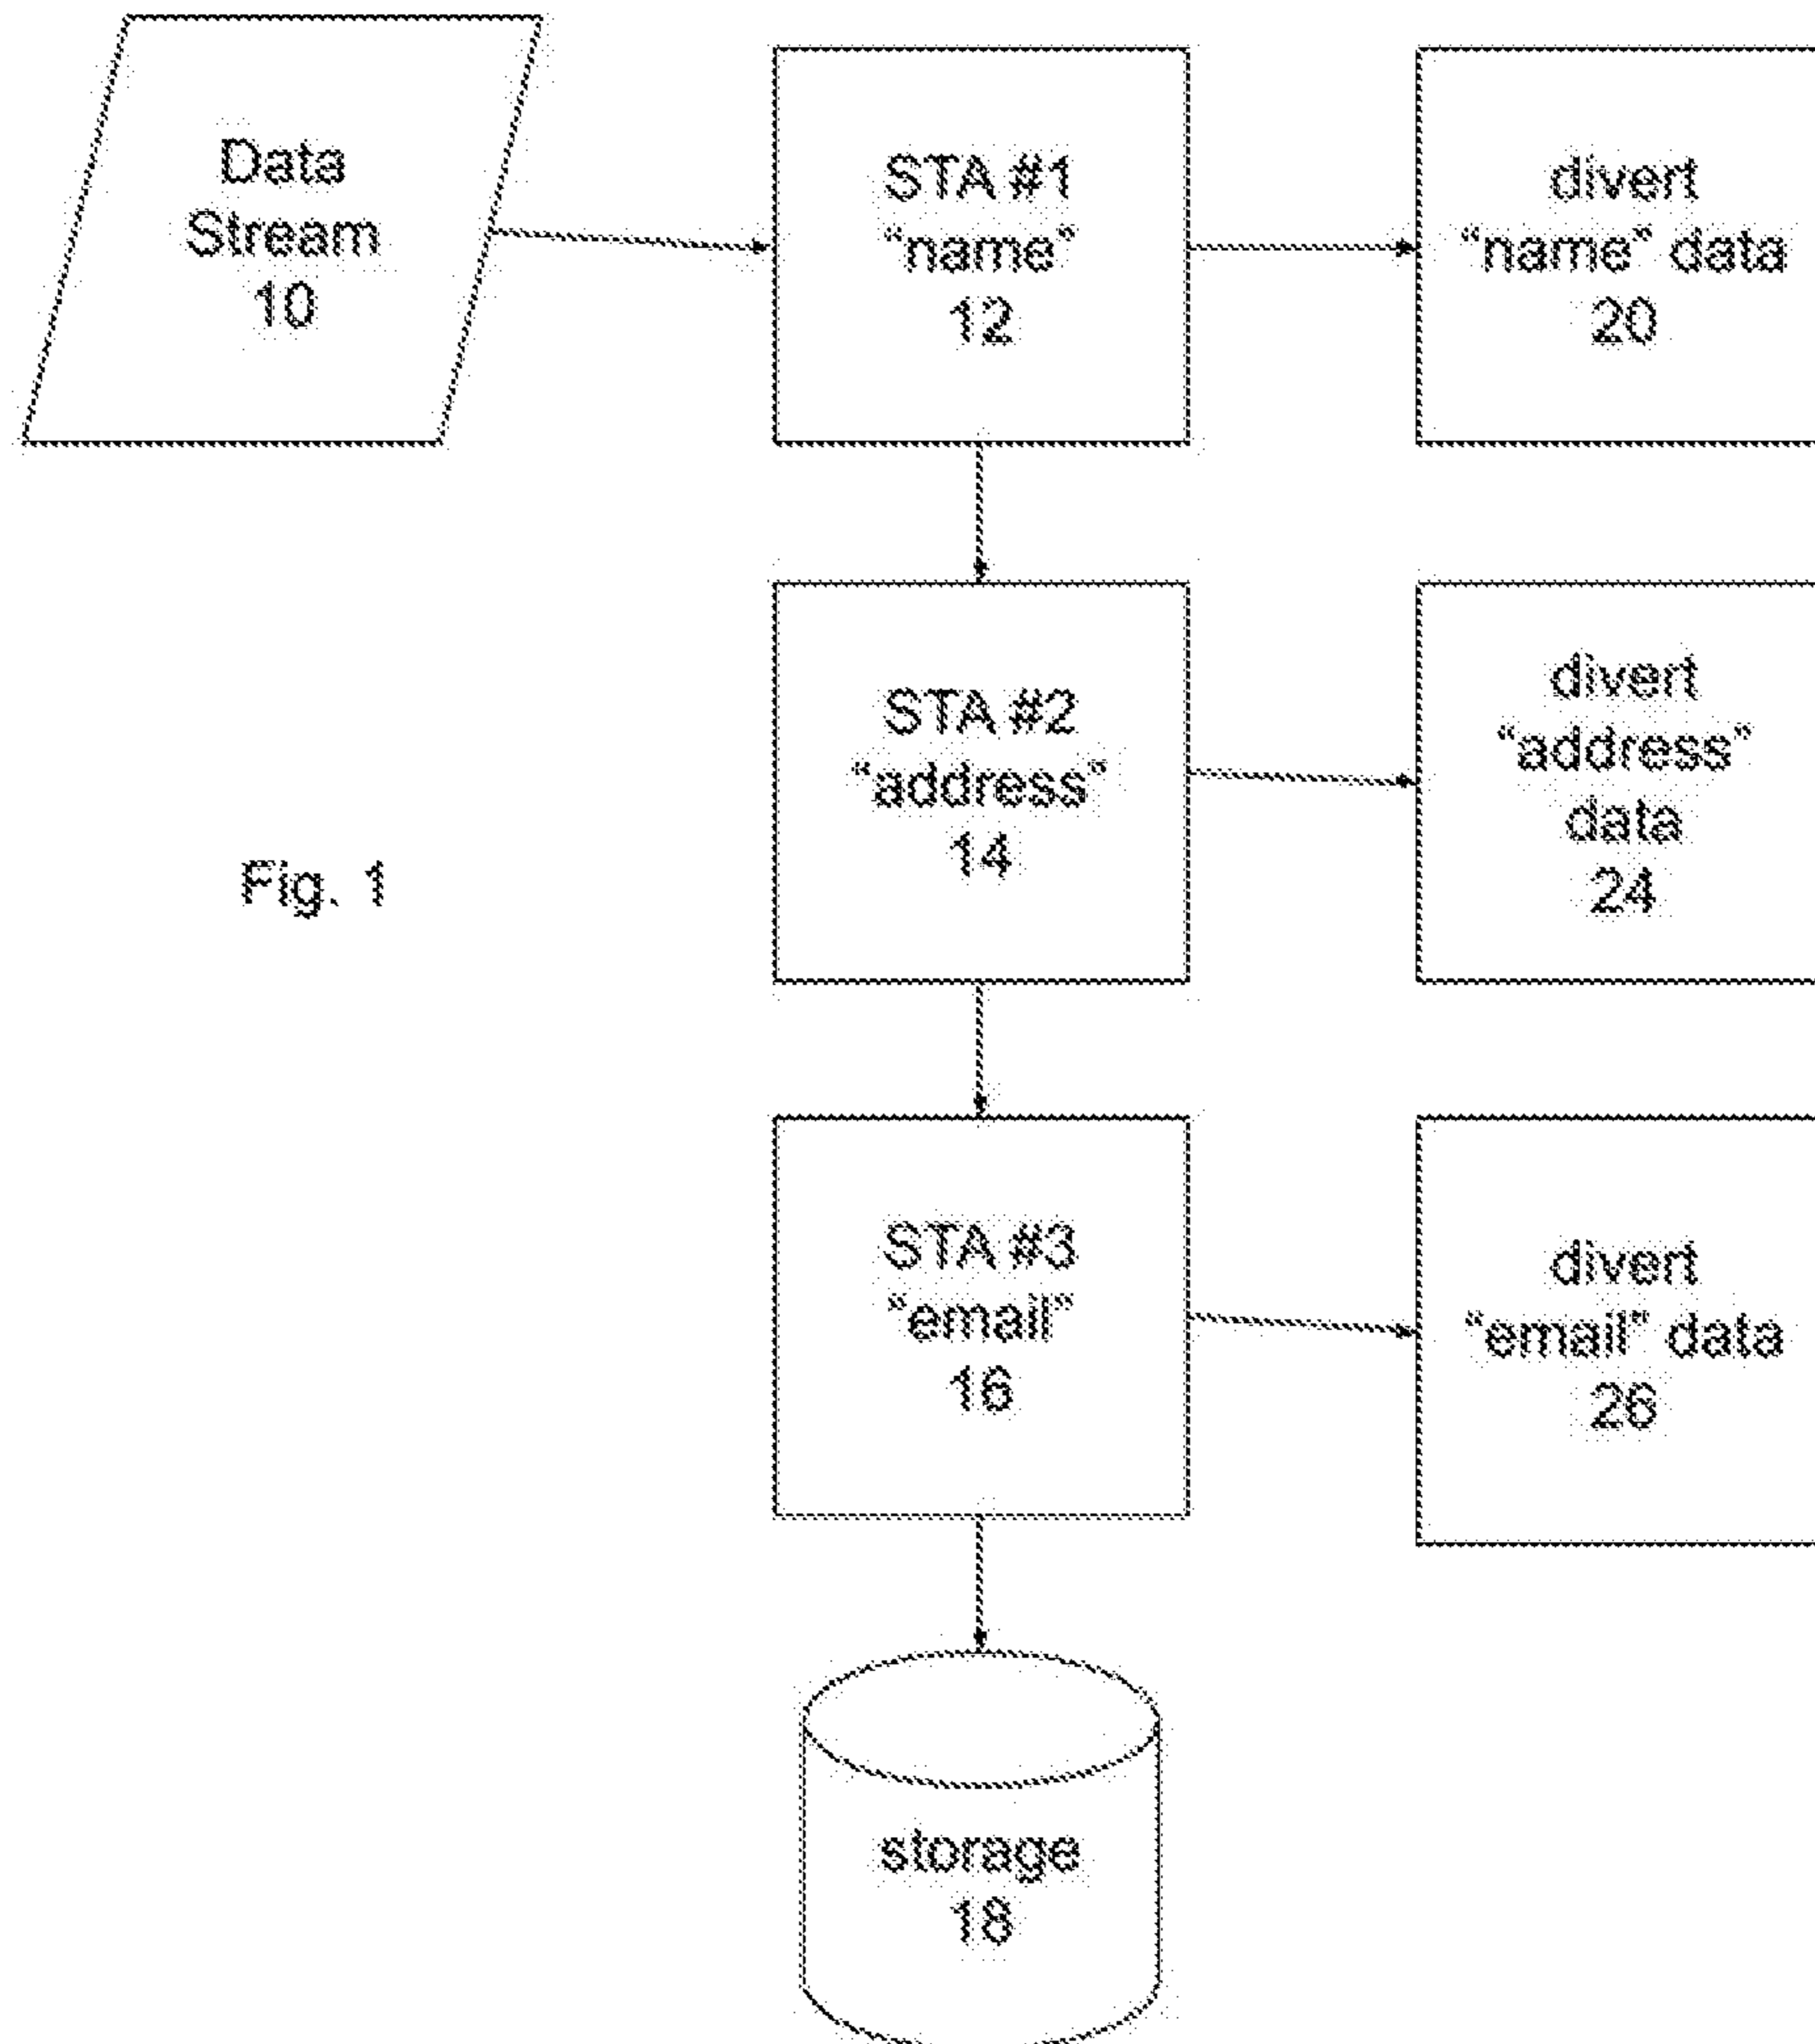 Data
Stream
10
STA #1
“name”
12
divert
“name” data
20
STA #2
“address”
14
divert
“address”
data
24
Fig. 1
STA #3
“email”
16
divert
“email” data
26
storage
18